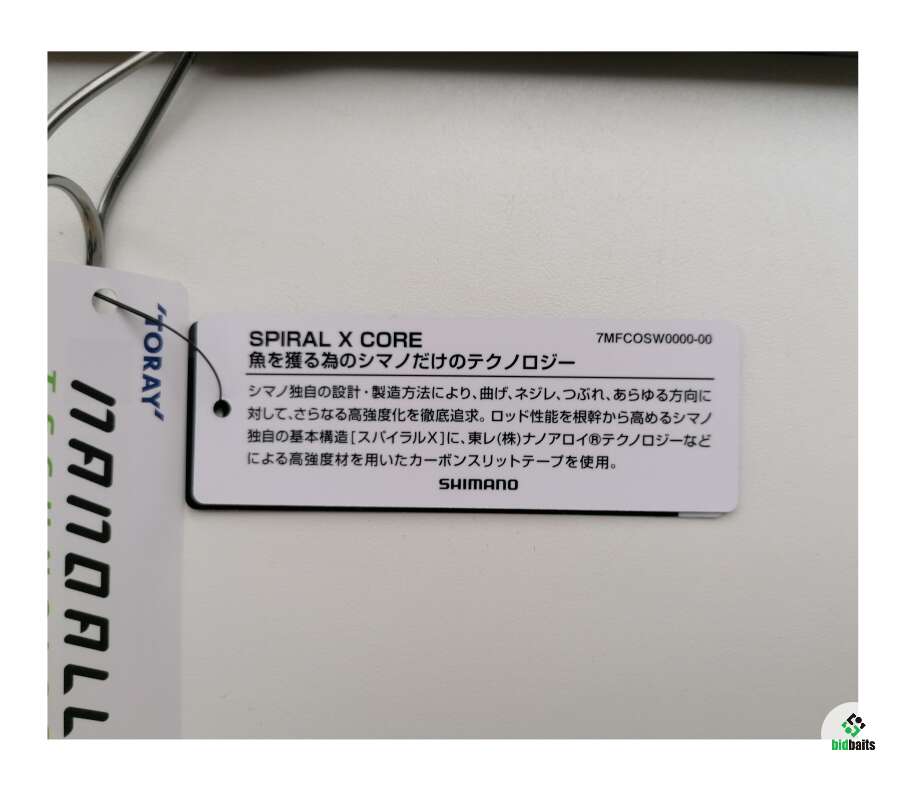 SPIRAL X CORE
7MFCOSW0000-00
魚を獲る為のシマノだけのテクノロジー
シマノ独自の設計・製造方法により、曲げ、ネジレ、つぶれ、あらゆる方向に
対して、さらなる高強度化を徹底追求。ロッド性能を根幹から高めるシマノ
独自の基本構造[スパイラルX]に、東レ(株)ナノアロイ®テクノロジーなど
による高強度材を用いたカーボンスリットテープを使用。
SHIMANO
'TORAY'
NANOALL
bidbaits